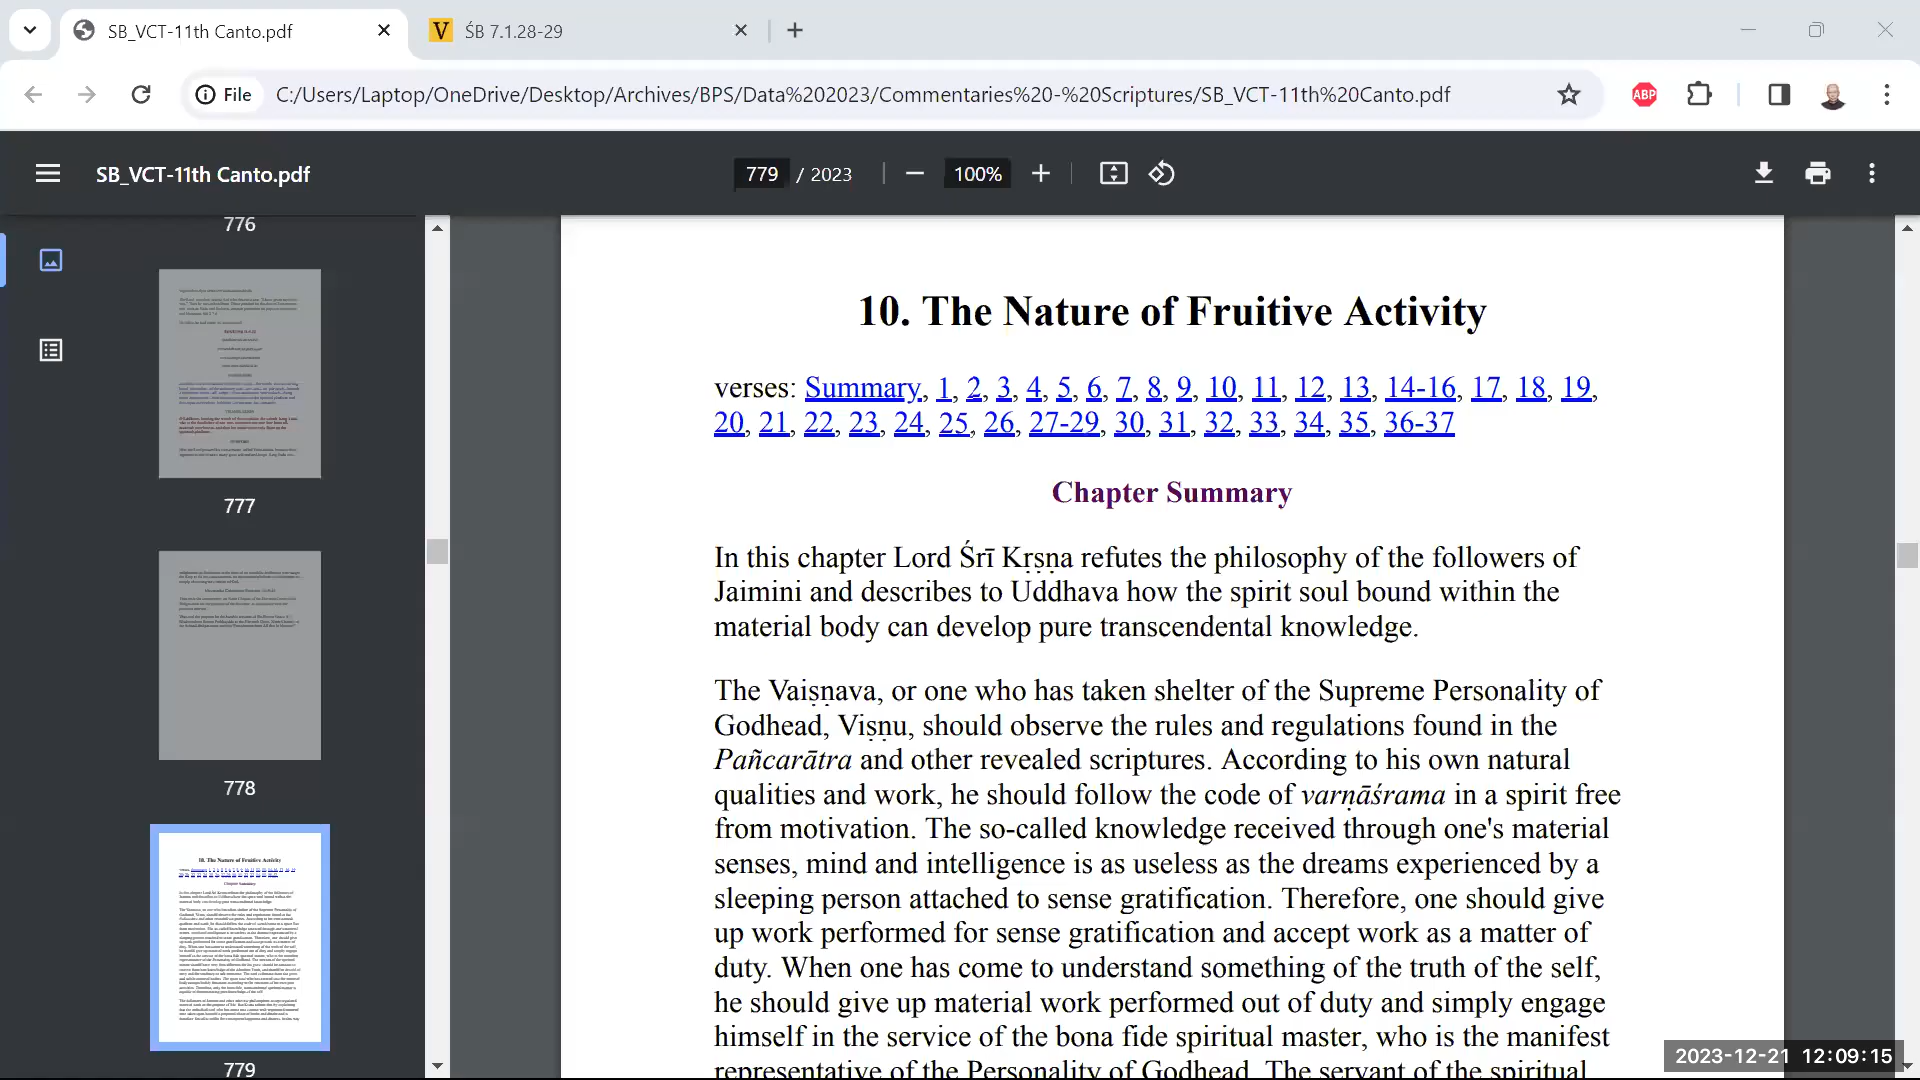 SB_VCT-11th Canto.pdf
V ŚB 7.1.28-29
File C:/Users/Laptop/OneDrive/Desktop/Archives/BPS/Data%202023/Commentaries%20-%20Scriptures/SB_VCT-11th%20Canto.pdf
ABP
SB_VCT-11th Canto.pdf
779 / 2023
100%
776
777
778
779
10. The Nature of Fruitive Activity
verses: Summary, 1, 2, 3, 4, 5, 6, 7, 8, 9, 10, 11, 12, 13, 14-16, 17, 18, 19,
20, 21, 22, 23, 24, 25, 26, 27-29, 30, 31, 32, 33, 34, 35, 36-37
Chapter Summary
In this chapter Lord Śrī Kṛṣṇa refutes the philosophy of the followers of
Jaimini and describes to Uddhava how the spirit soul bound within the
material body can develop pure transcendental knowledge.
The Vaiṣṇava, or one who has taken shelter of the Supreme Personality of
Godhead, Viṣṇu, should observe the rules and regulations found in the
Pañcarātra and other revealed scriptures. According to his own natural
qualities and work, he should follow the code of varṇāśrama in a spirit free
from motivation. The so-called knowledge received through one's material
senses, mind and intelligence is as useless as the dreams experienced by a
sleeping person attached to sense gratification. Therefore, one should give
up work performed for sense gratification and accept work as a matter of
duty. When one has come to understand something of the truth of the self,
he should give up material work performed out of duty and simply engage
himself in the service of the bona fide spiritual master, who is the manifest
representative of the Personality of Godhead. The servant of the spiritual
2023-12-21 12:09:15